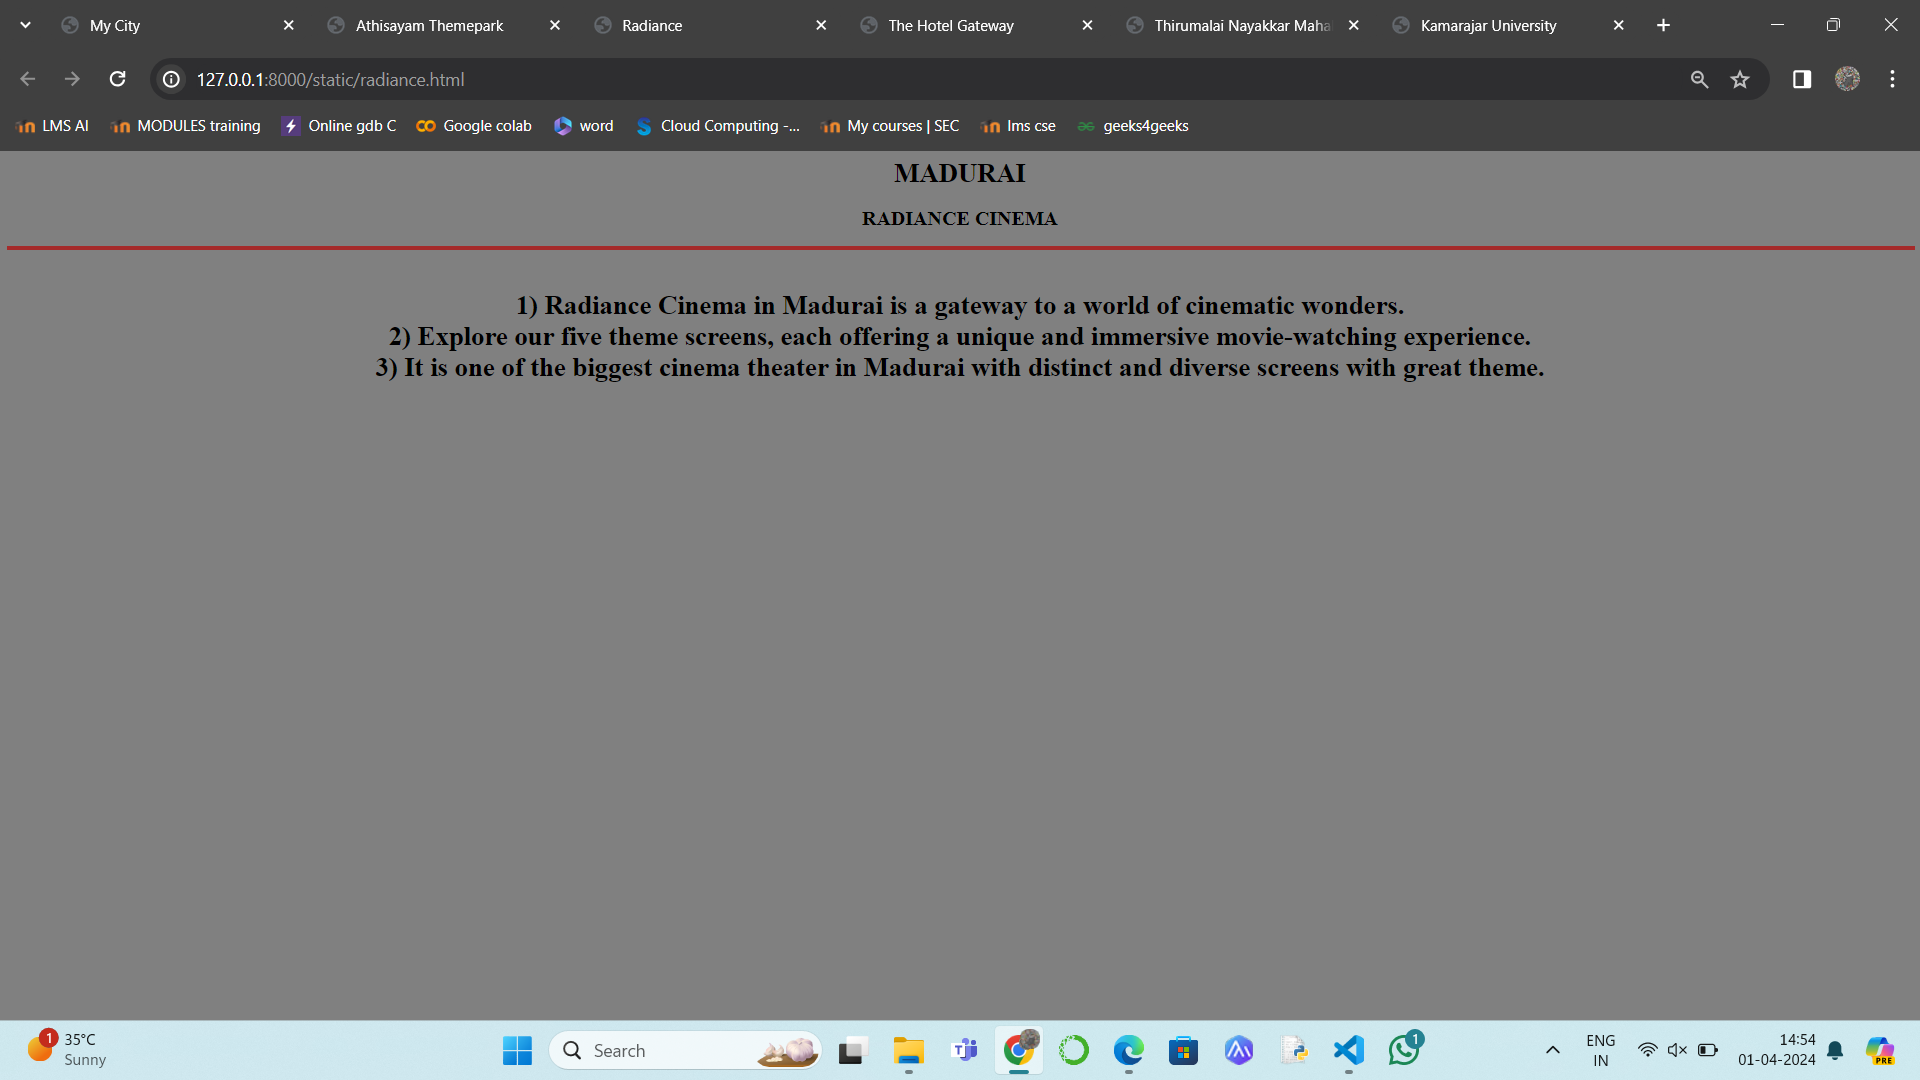 My City
Athisayam Themepark
Radiance
The Hotel Gateway
Thirumalai Nayakkar Maha
Kamarajar University
127.0.0.1:8000/static/radiance.html
LMS AI
MODULES training
Online gdb C
Google colab
word
Cloud Computing -...
My courses | SEC
lms cse
geeks4geeks
MADURAI
RADIANCE CINEMA
1) Radiance Cinema in Madurai is a gateway to a world of cinematic wonders.
2) Explore our five theme screens, each offering a unique and immersive movie-watching experience.
3) It is one of the biggest cinema theater in Madurai with distinct and diverse screens with great theme.
1
35°C
Sunny
Search
1
ENG
IN
14:54
01-04-2024
PRE